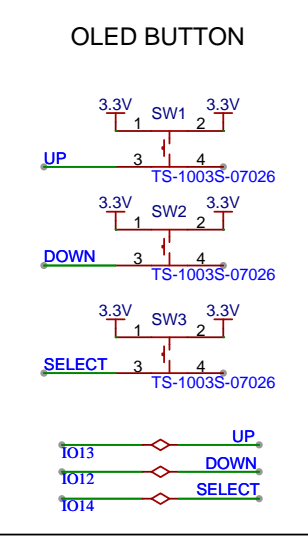 OLED BUTTON
3.3V SW1 3.3V
1 2
UP 3 4
TS-1003S-07026
3.3V SW2 3.3V
1 2
DOWN 3 4
TS-1003S-07026
3.3V SW3 3.3V
1 2
SELECT 3 4
TS-1003S-07026
UP
IO13
DOWN
IO12
SELECT
IO14